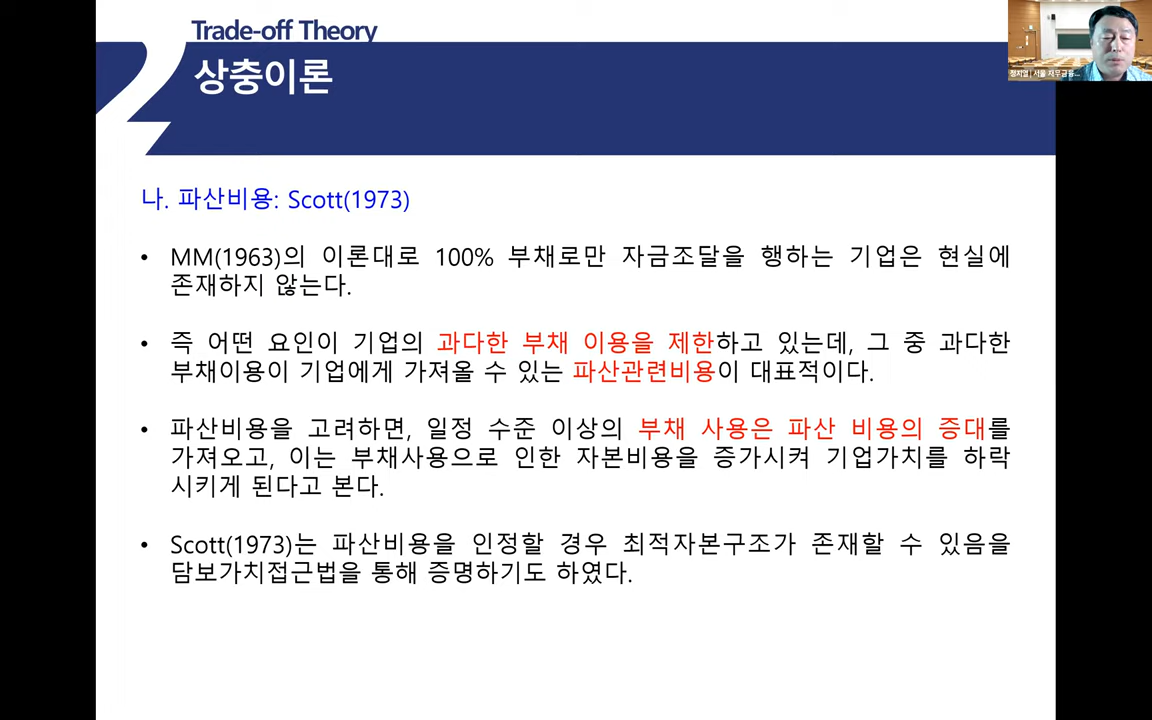 Trade-off Theory
상충이론
나. 파산비용: Scott(1973)
• MM(1963)의 이론대로 100% 부채로만 자금조달을 행하는 기업은 현실에
존재하지 않는다.
• 즉 어떤 요인이 기업의 과다한 부채 이용을 제한하고 있는데, 그 중 과다한
부채이용이 기업에게 가져올 수 있는 파산관련비용이 대표적이다.
• 파산비용을 고려하면, 일정 수준 이상의 부채 사용은 파산 비용의 증대를
가져오고, 이는 부채사용으로 인한 자본비용을 증가시켜 기업가치를 하락
시키게 된다고 본다.
• Scott(1973)는 파산비용을 인정할 경우 최적자본구조가 존재할 수 있음을
담보가치접근법을 통해 증명하기도 하였다.